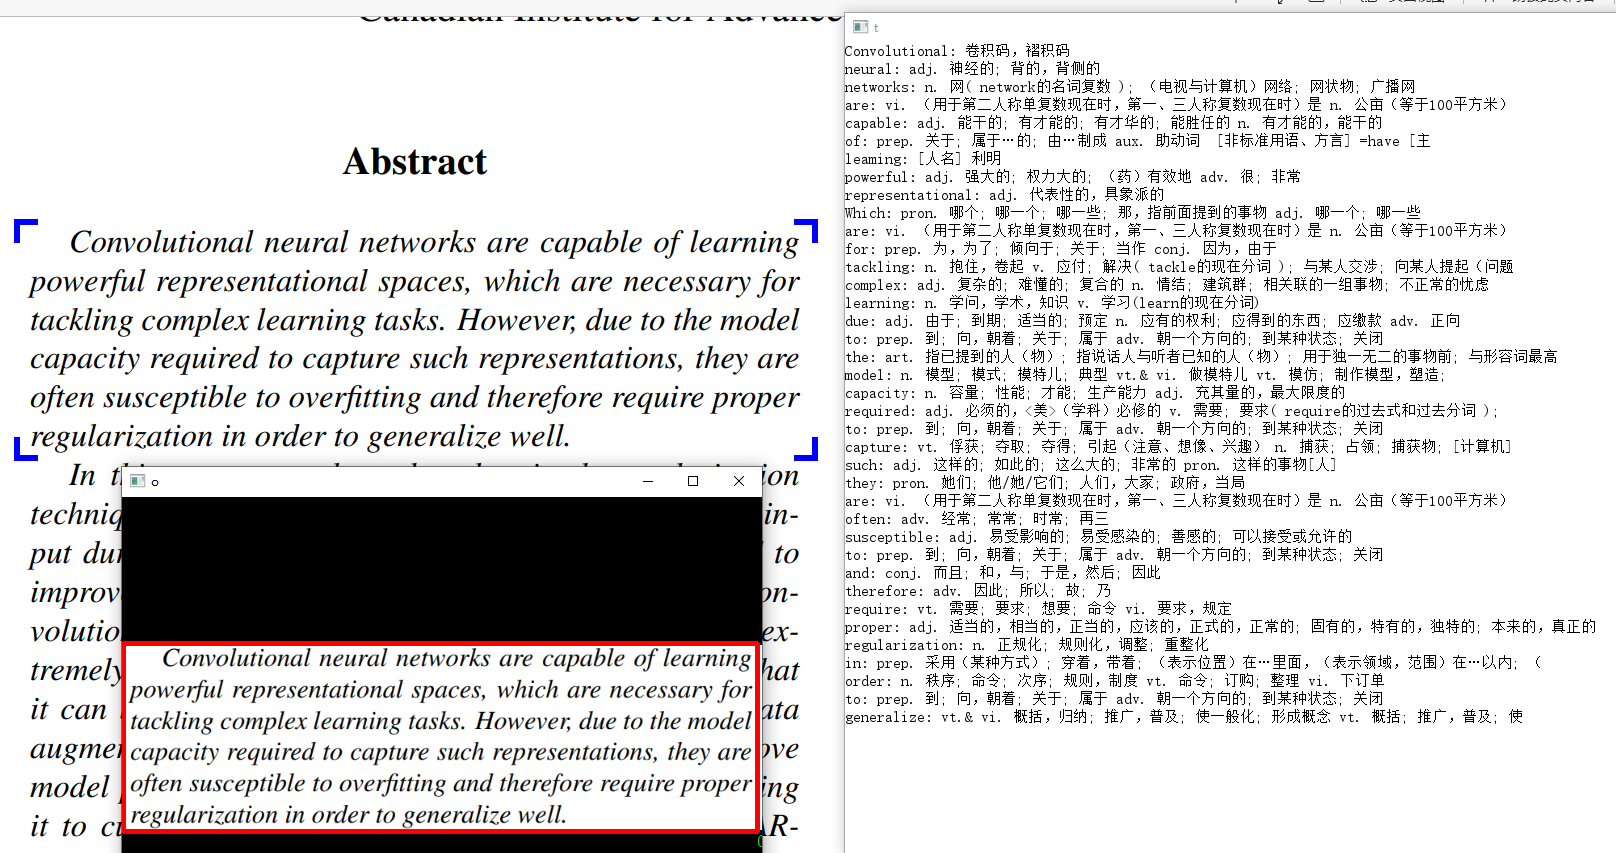 Canadian Institute for Advance
Abstract
Convolutional neural networks are capable of learning
powerful representational spaces, which are necessary for
tackling complex learning tasks. However, due to the model
capacity required to capture such representations, they are
often susceptible to overfitting and therefore require proper
regularization in order to generalize well.
In
put
to
it can
model
it to
Convolutional neural networks are capable of learning
powerful representational spaces, which are necessary for
tackling complex learning tasks. However, due to the model
capacity required to capture such representations, they are
often susceptible to overfitting and therefore require proper
regularization in order to generalize well.
t
Convolutional: 卷积码，褶积码
neural: adj. 神经的; 背的，背侧的
networks: n. 网( network的名词复数 ); （电视与计算机）网络; 网状物; 广播网
are: vi. （用于第二人称单复数现在时，第一、三人称复数现在时）是 n. 公亩（等于100平方米）
capable: adj. 能干的; 有才能的; 有才华的; 能胜任的 n. 有才能的，能干的
of: prep. 关于; 属于…的; 由…制成 aux. 助动词 [非标准用语、方言] =have [主
leaming: [人名] 利明
powerful: adj. 强大的; 权力大的; （药）有效地 adv. 很; 非常
representational: adj. 代表性的，具象派的
Which: pron. 哪个; 哪一个; 哪一些; 那，指前面提到的事物 adj. 哪一个; 哪一些
are: vi. （用于第二人称单复数现在时，第一、三人称复数现在时）是 n. 公亩（等于100平方米）
for: prep. 为，为了; 倾向于; 关于; 当作 conj. 因为，由于
tackling: n. 抱住，卷起 v. 应付; 解决( tackle的现在分词 ); 与某人交涉; 向某人提起（问题
complex: adj. 复杂的; 难懂的; 复合的 n. 情结; 建筑群; 相关联的一组事物; 不正常的忧虑
learning: n. 学问，学术，知识 v. 学习(learn的现在分词)
due: adj. 由于; 到期; 适当的; 预定 n. 应有的权利; 应得到的东西; 应缴款 adv. 正向
to: prep. 到; 向，朝着; 关于; 属于 adv. 朝一个方向的; 到某种状态; 关闭
the: art. 指已提到的人（物）; 指说话人与听者已知的人（物）; 用于独一无二的事物前; 与形容词最高
model: n. 模型; 模式; 模特儿; 典型 vt.& vi. 做模特儿 vt. 模仿; 制作模型，塑造;
capacity: n. 容量; 性能; 才能; 生产能力 adj. 充其量的，最大限度的
required: adj. 必须的，<美>（学科）必修的 v. 需要; 要求( require的过去式和过去分词 );
to: prep. 到; 向，朝着; 关于; 属于 adv. 朝一个方向的; 到某种状态; 关闭
capture: vt. 俘获; 夺取; 夺得; 引起（注意、想像、兴趣） n. 捕获; 占领; 捕获物; [计算机]
such: adj. 这样的; 如此的; 这么大的; 非常的 pron. 这样的事物[人]
they: pron. 她们; 他/她/它们; 人们，大家; 政府，当局
are: vi. （用于第二人称单复数现在时，第一、三人称复数现在时）是 n. 公亩（等于100平方米）
often: adv. 经常; 常常; 时常; 再三
susceptible: adj. 易受影响的; 易受感染的; 善感的; 可以接受或允许的
to: prep. 到; 向，朝着; 关于; 属于 adv. 朝一个方向的; 到某种状态; 关闭
and: conj. 而且; 和，与; 于是，然后; 因此
therefore: adv. 因此; 所以; 故; 乃
require: vt. 需要; 要求; 想要; 命令 vi. 要求，规定
proper: adj. 适当的，相当的，正当的，应该的，正式的，正常的; 固有的，特有的，独特的; 本来的，真正的
regularization: n. 正规化; 规则化，调整; 重整化
in: prep. 采用（某种方式）; 穿着，带着; （表示位置）在…里面，（表示领域，范围）在…以内; （
order: n. 秩序; 命令; 次序; 规则，制度 vt. 命令; 订购; 整理 vi. 下订单
to: prep. 到; 向，朝着; 关于; 属于 adv. 朝一个方向的; 到某种状态; 关闭
generalize: vt.& vi. 概括，归纳; 推广，普及; 使一般化; 形成概念 vt. 概括; 推广，普及; 使